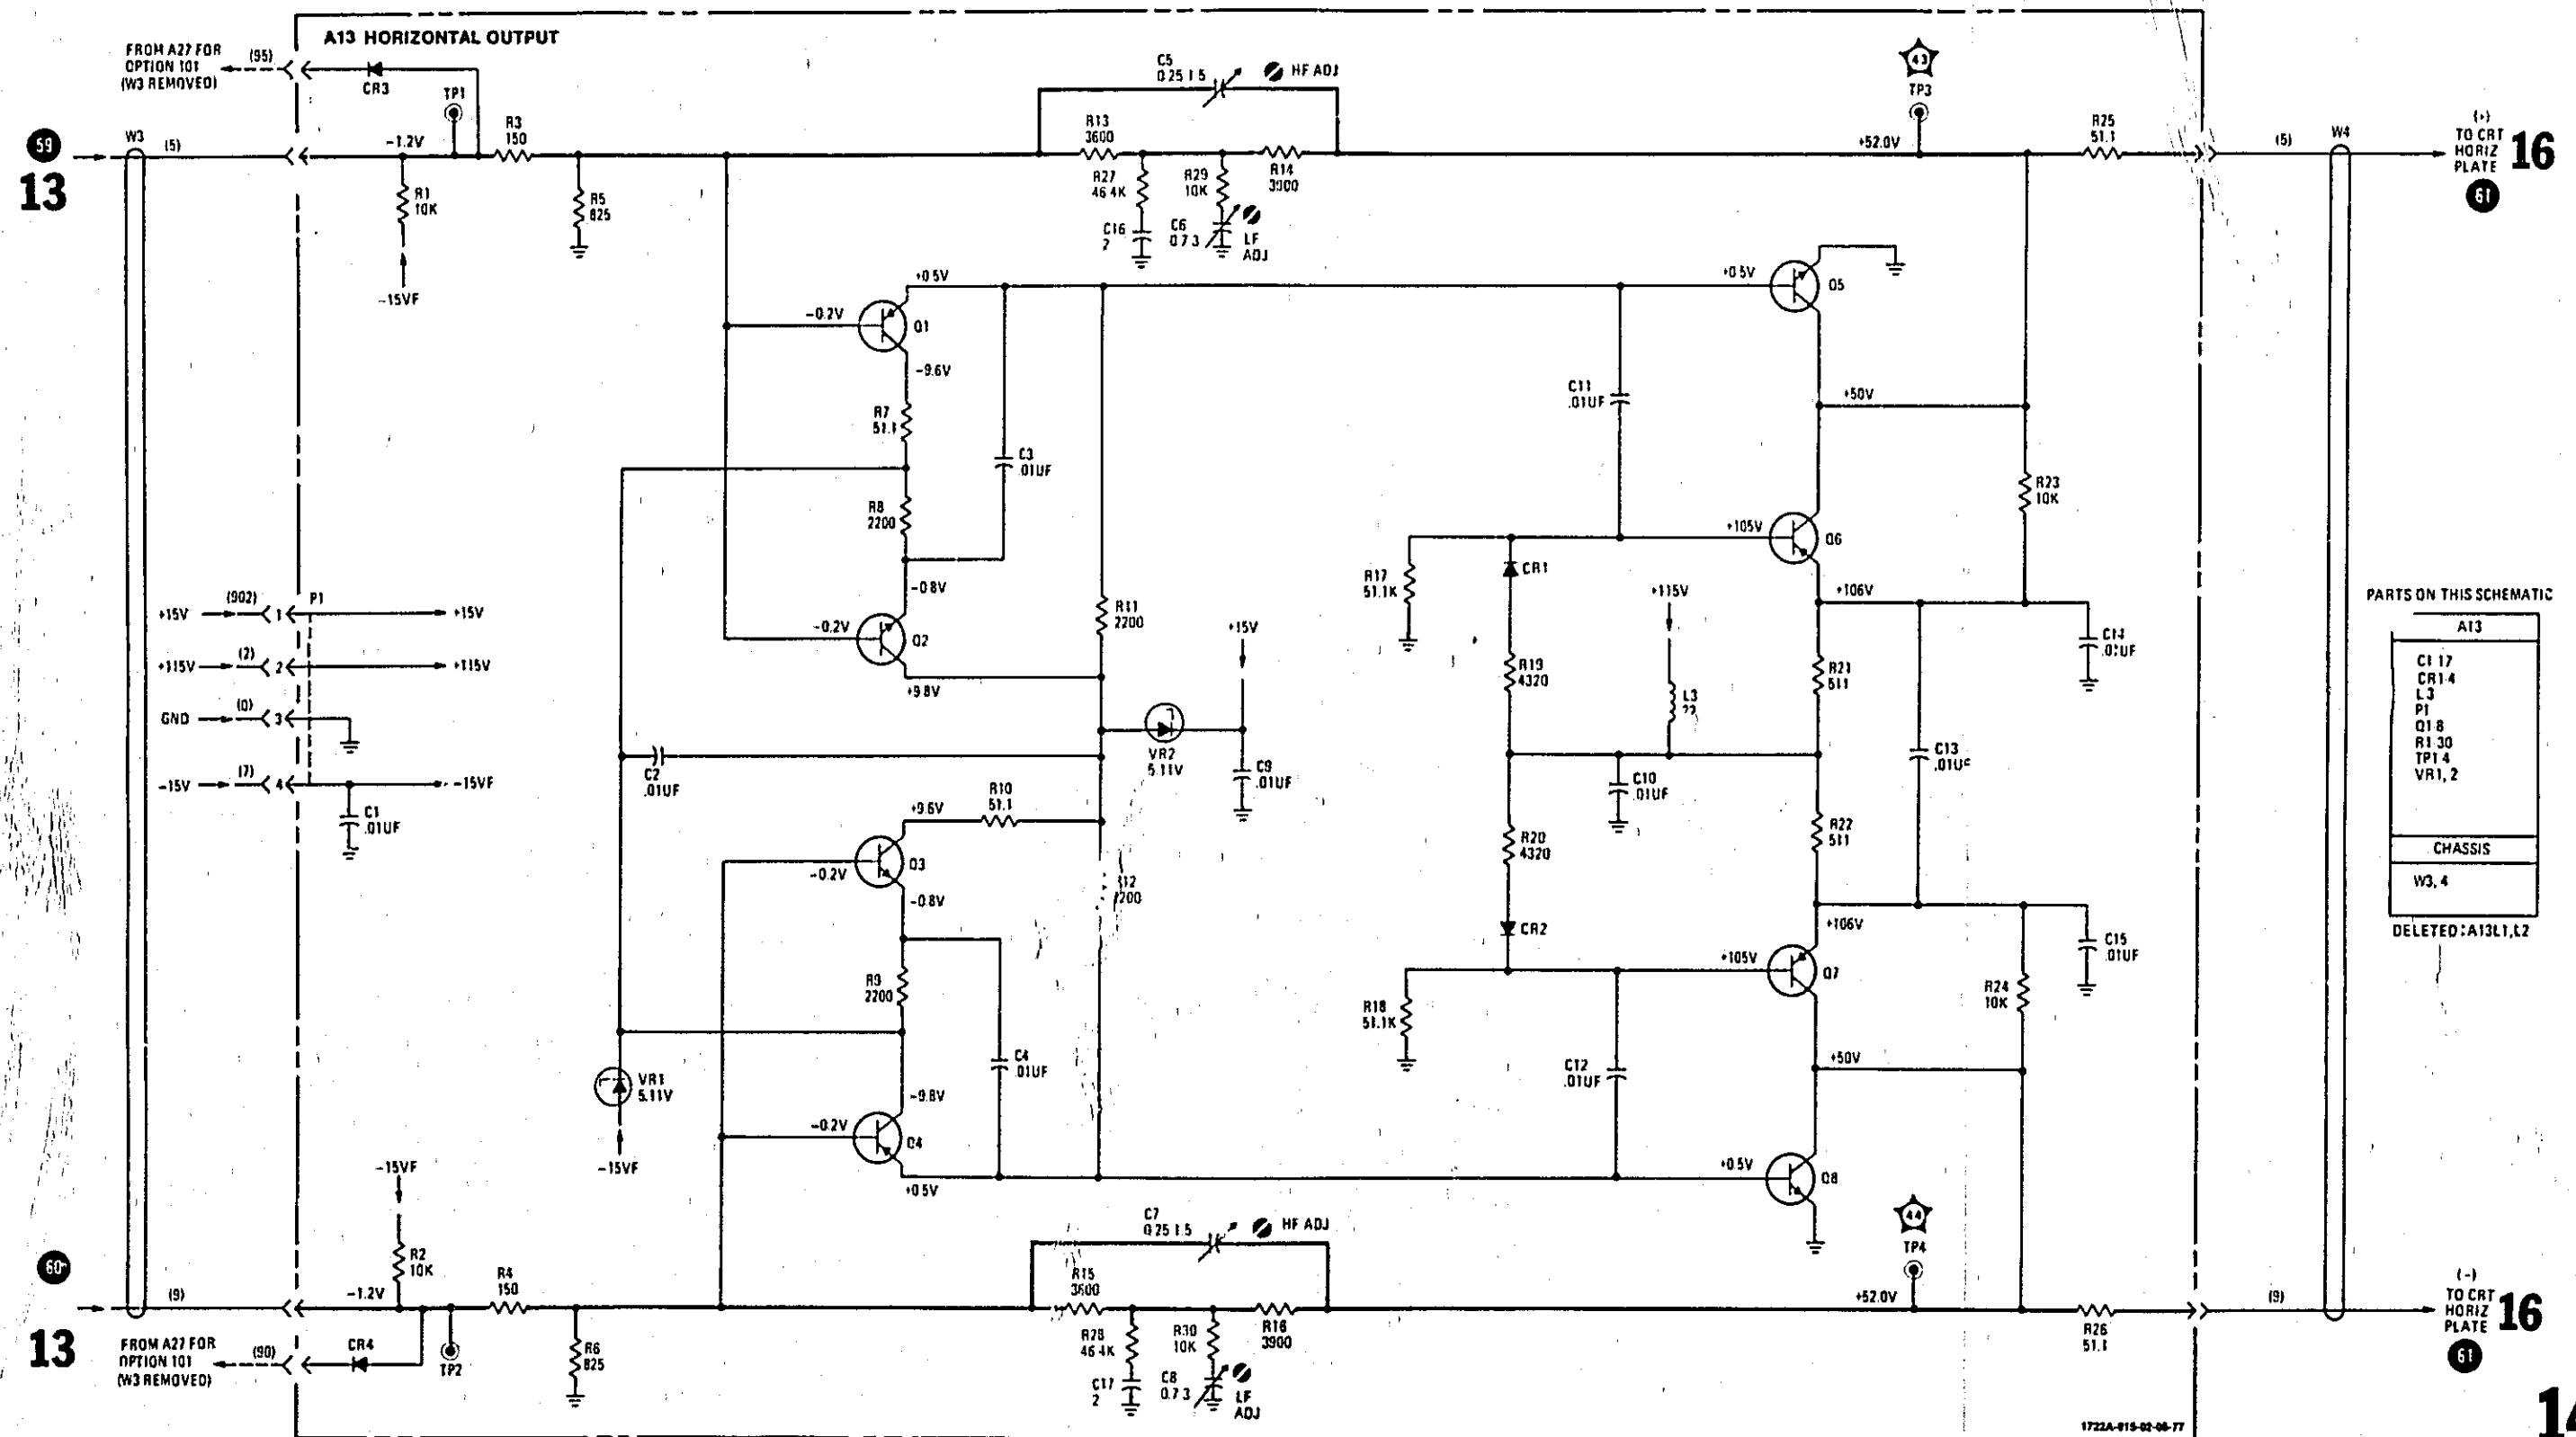 A13 HORIZONTAL OUTPUT
FROM A27 FOR
OPTION 101
(W3 REMOVED)
(95)
CR3
TP1
C5
HF ADJ
43
TP3
59
13
W3
(5)
-1.2V
R3
150
R13
3600
R14
3900
+52.0V
R25
51.1
(5)
W4
(+)
TO CRT
HORIZ
PLATE
16
61
R1
10K
-15VF
R5
825
R27
46.4K
R29
10K
C16
2
C6
LF
ADJ
+0.5V
-0.2V
Q1
-9.6V
+0.5V
Q5
R7
51.1
C3
.01UF
C11
.01UF
+50V
R8
2200
R23
10K
-0.8V
-0.2V
Q2
+9.8V
R11
2200
R17
51.1K
CR1
+105V
Q6
+106V
+115V
C14
.01UF
+15V
(902)
1
P1
+15V
+115V
(2)
2
+115V
GND
(0)
3
-15V
(7)
4
-15VF
C1
.01UF
+15V
R19
4320
L3
R21
511
VR2
5.11V
C2
.01UF
C9
.01UF
C10
.01UF
C13
R10
51.1
+9.6V
R20
4320
R22
511
Q3
-0.2V
-0.8V
CR2
+106V
R9
2200
R18
51.1K
+105V
Q7
R24
10K
C15
.01UF
VR1
5.11V
-15VF
C4
.01UF
C12
.01UF
+50V
-9.8V
-0.2V
Q4
+0.5V
+0.5V
Q8
PARTS ON THIS SCHEMATIC
A13
C1-17
CR1-4
L3
P1
Q1-8
R1-30
TP1-4
VR1, 2
CHASSIS
W3, 4
DELETED: A13L1, L2
-15VF
R2
10K
C7
HF ADJ
44
TP4
60
13
(9)
-1.2V
R4
150
R15
3600
R16
3900
+52.0V
R26
51.1
(9)
(-)
TO CRT
HORIZ
PLATE
16
61
FROM A27 FOR
OPTION 101
(W3 REMOVED)
(90)
CR4
TP2
R6
825
R28
46.4K
R30
10K
C17
2
C8
LF
ADJ
1722A-015-02-06-77
14